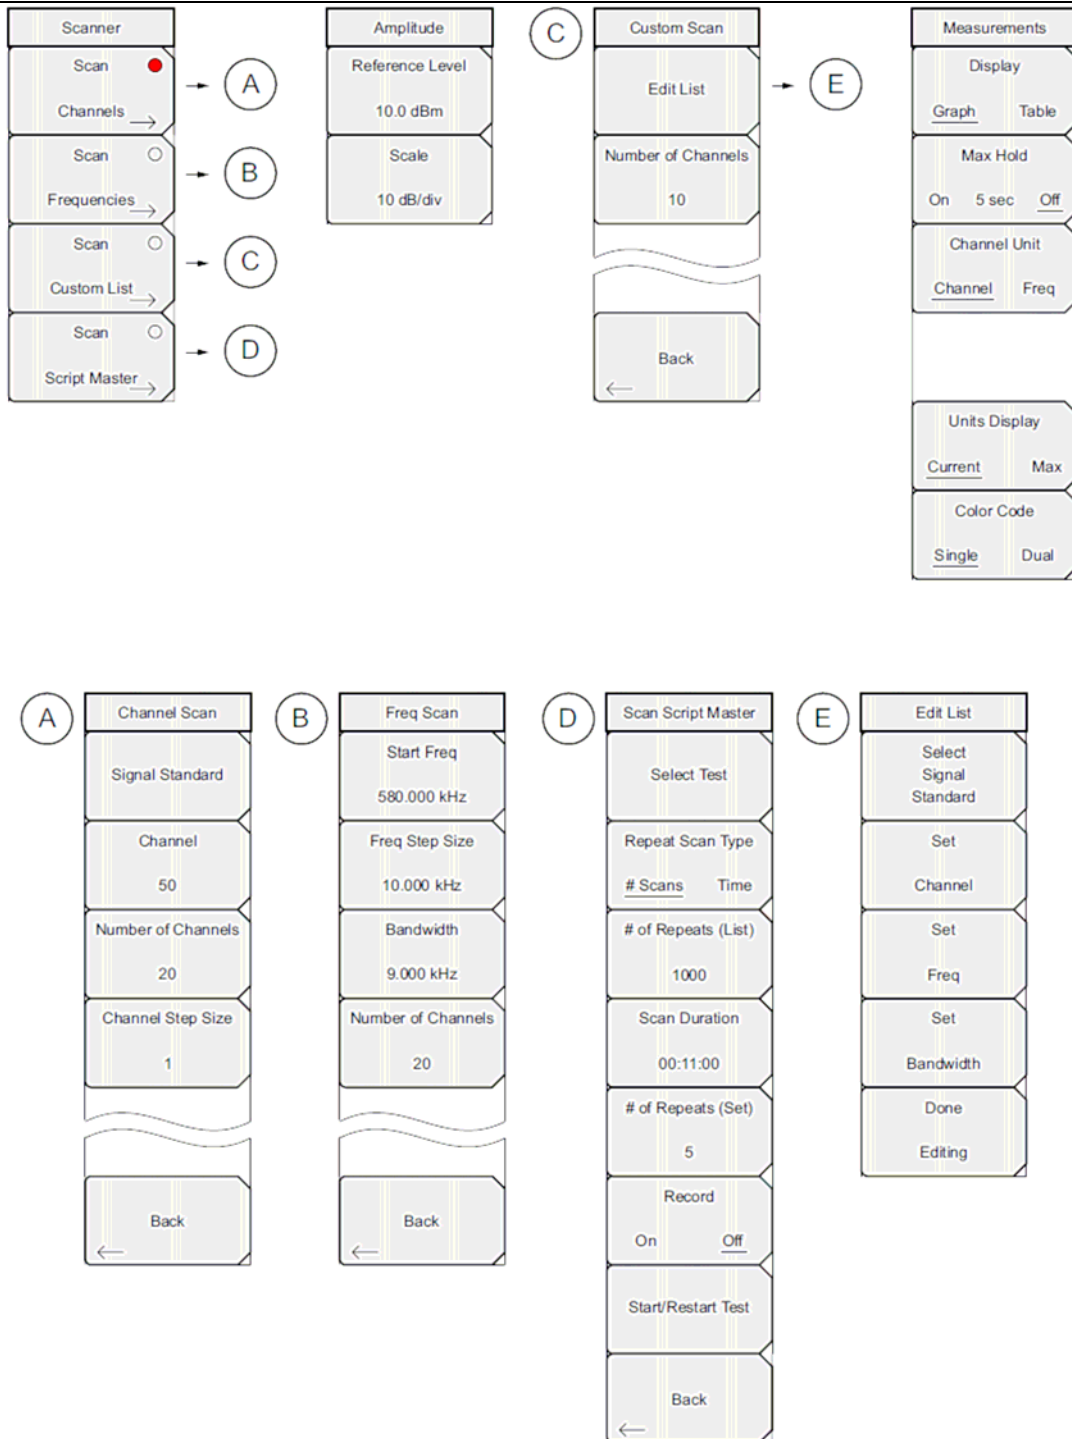 Scanner
Scan
Channels
A
Scan
Frequencies
B
Scan
Custom List
C
Scan
Script Master
D
Amplitude
Reference Level
10.0 dBm
Scale
10 dB/div
C
Custom Scan
Edit List
E
Number of Channels
10
Back
Measurements
Display
Graph Table
Max Hold
On 5 sec Off
Channel Unit
Channel Freq
Units Display
Current Max
Color Code
Single Dual
A
Channel Scan
Signal Standard
Channel
50
Number of Channels
20
Channel Step Size
1
Back
B
Freq Scan
Start Freq
580.000 kHz
Freq Step Size
10.000 kHz
Bandwidth
9.000 kHz
Number of Channels
20
Back
D
Scan Script Master
Select Test
Repeat Scan Type
# Scans Time
# of Repeats (List)
1000
Scan Duration
00:11:00
# of Repeats (Set)
5
Record
On Off
Start/Restart Test
Back
E
Edit List
Select
Signal
Standard
Set
Channel
Set
Freq
Set
Bandwidth
Done
Editing